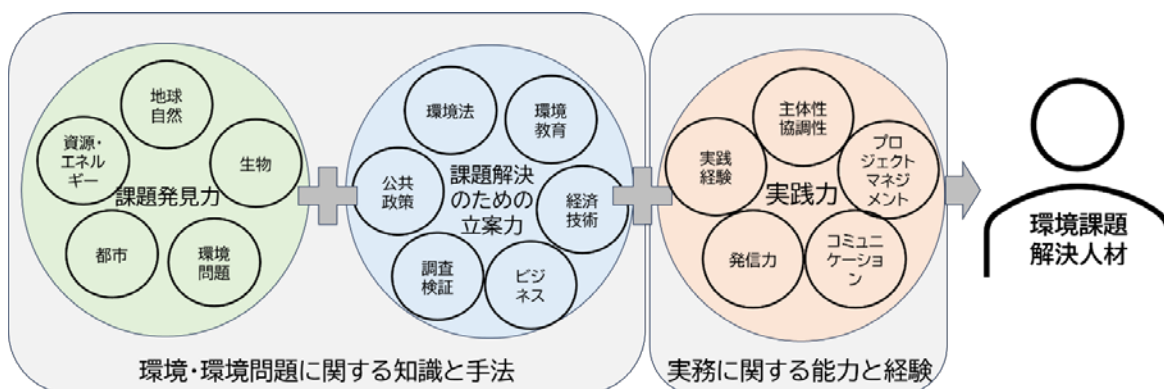 地球
自然
資源・
エネル
ギー
生物
課題発見力
都市
環境
問題
環境法
環境
教育
公共
政策
課題解決
のための
立案力
経済
技術
調査
検証
ビジ
ネス
主体性
協調性
実践
経験
プロ
ジェクト
マネジ
メント
実践力
発信力
コミュニ
ケーショ
ン
環境課題
解決人材
環境・環境問題に関する知識と手法
実務に関する能力と経験